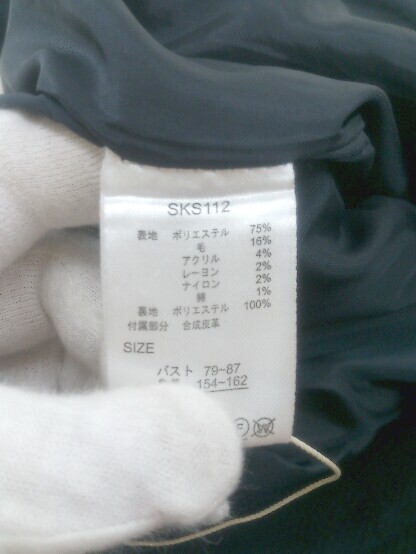 SKS112
表地 ポリエステル 75%
毛 16%
アクリル 4%
レーヨン 2%
ナイロン 2%
綿 1%
裏地 ポリエステル 100%
付属部分 合成皮革
SIZE
バスト 79~87
154~162
F W